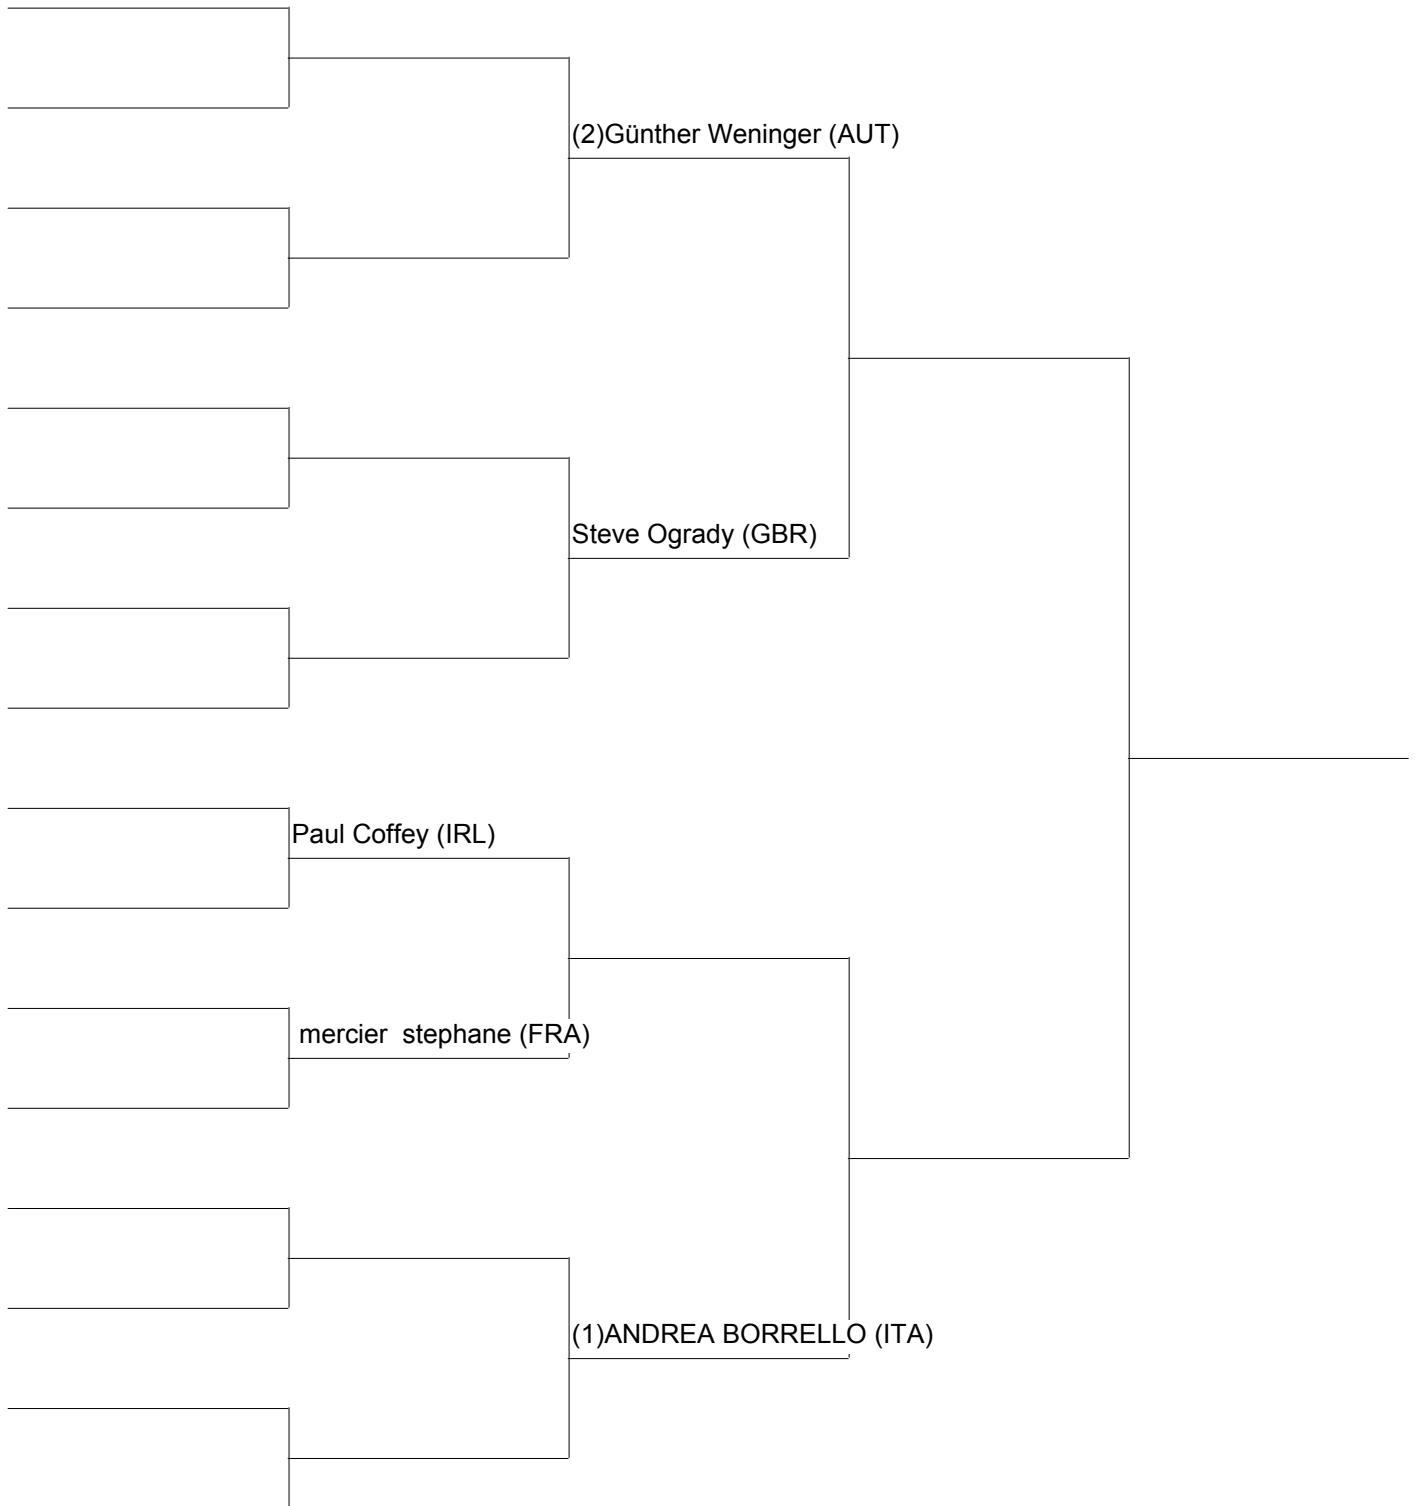 (2)Günther Weninger (AUT)
Steve Ogrady (GBR)
Paul Coffey (IRL)
mercier  stephane (FRA)
(1)ANDREA BORRELLO (ITA)